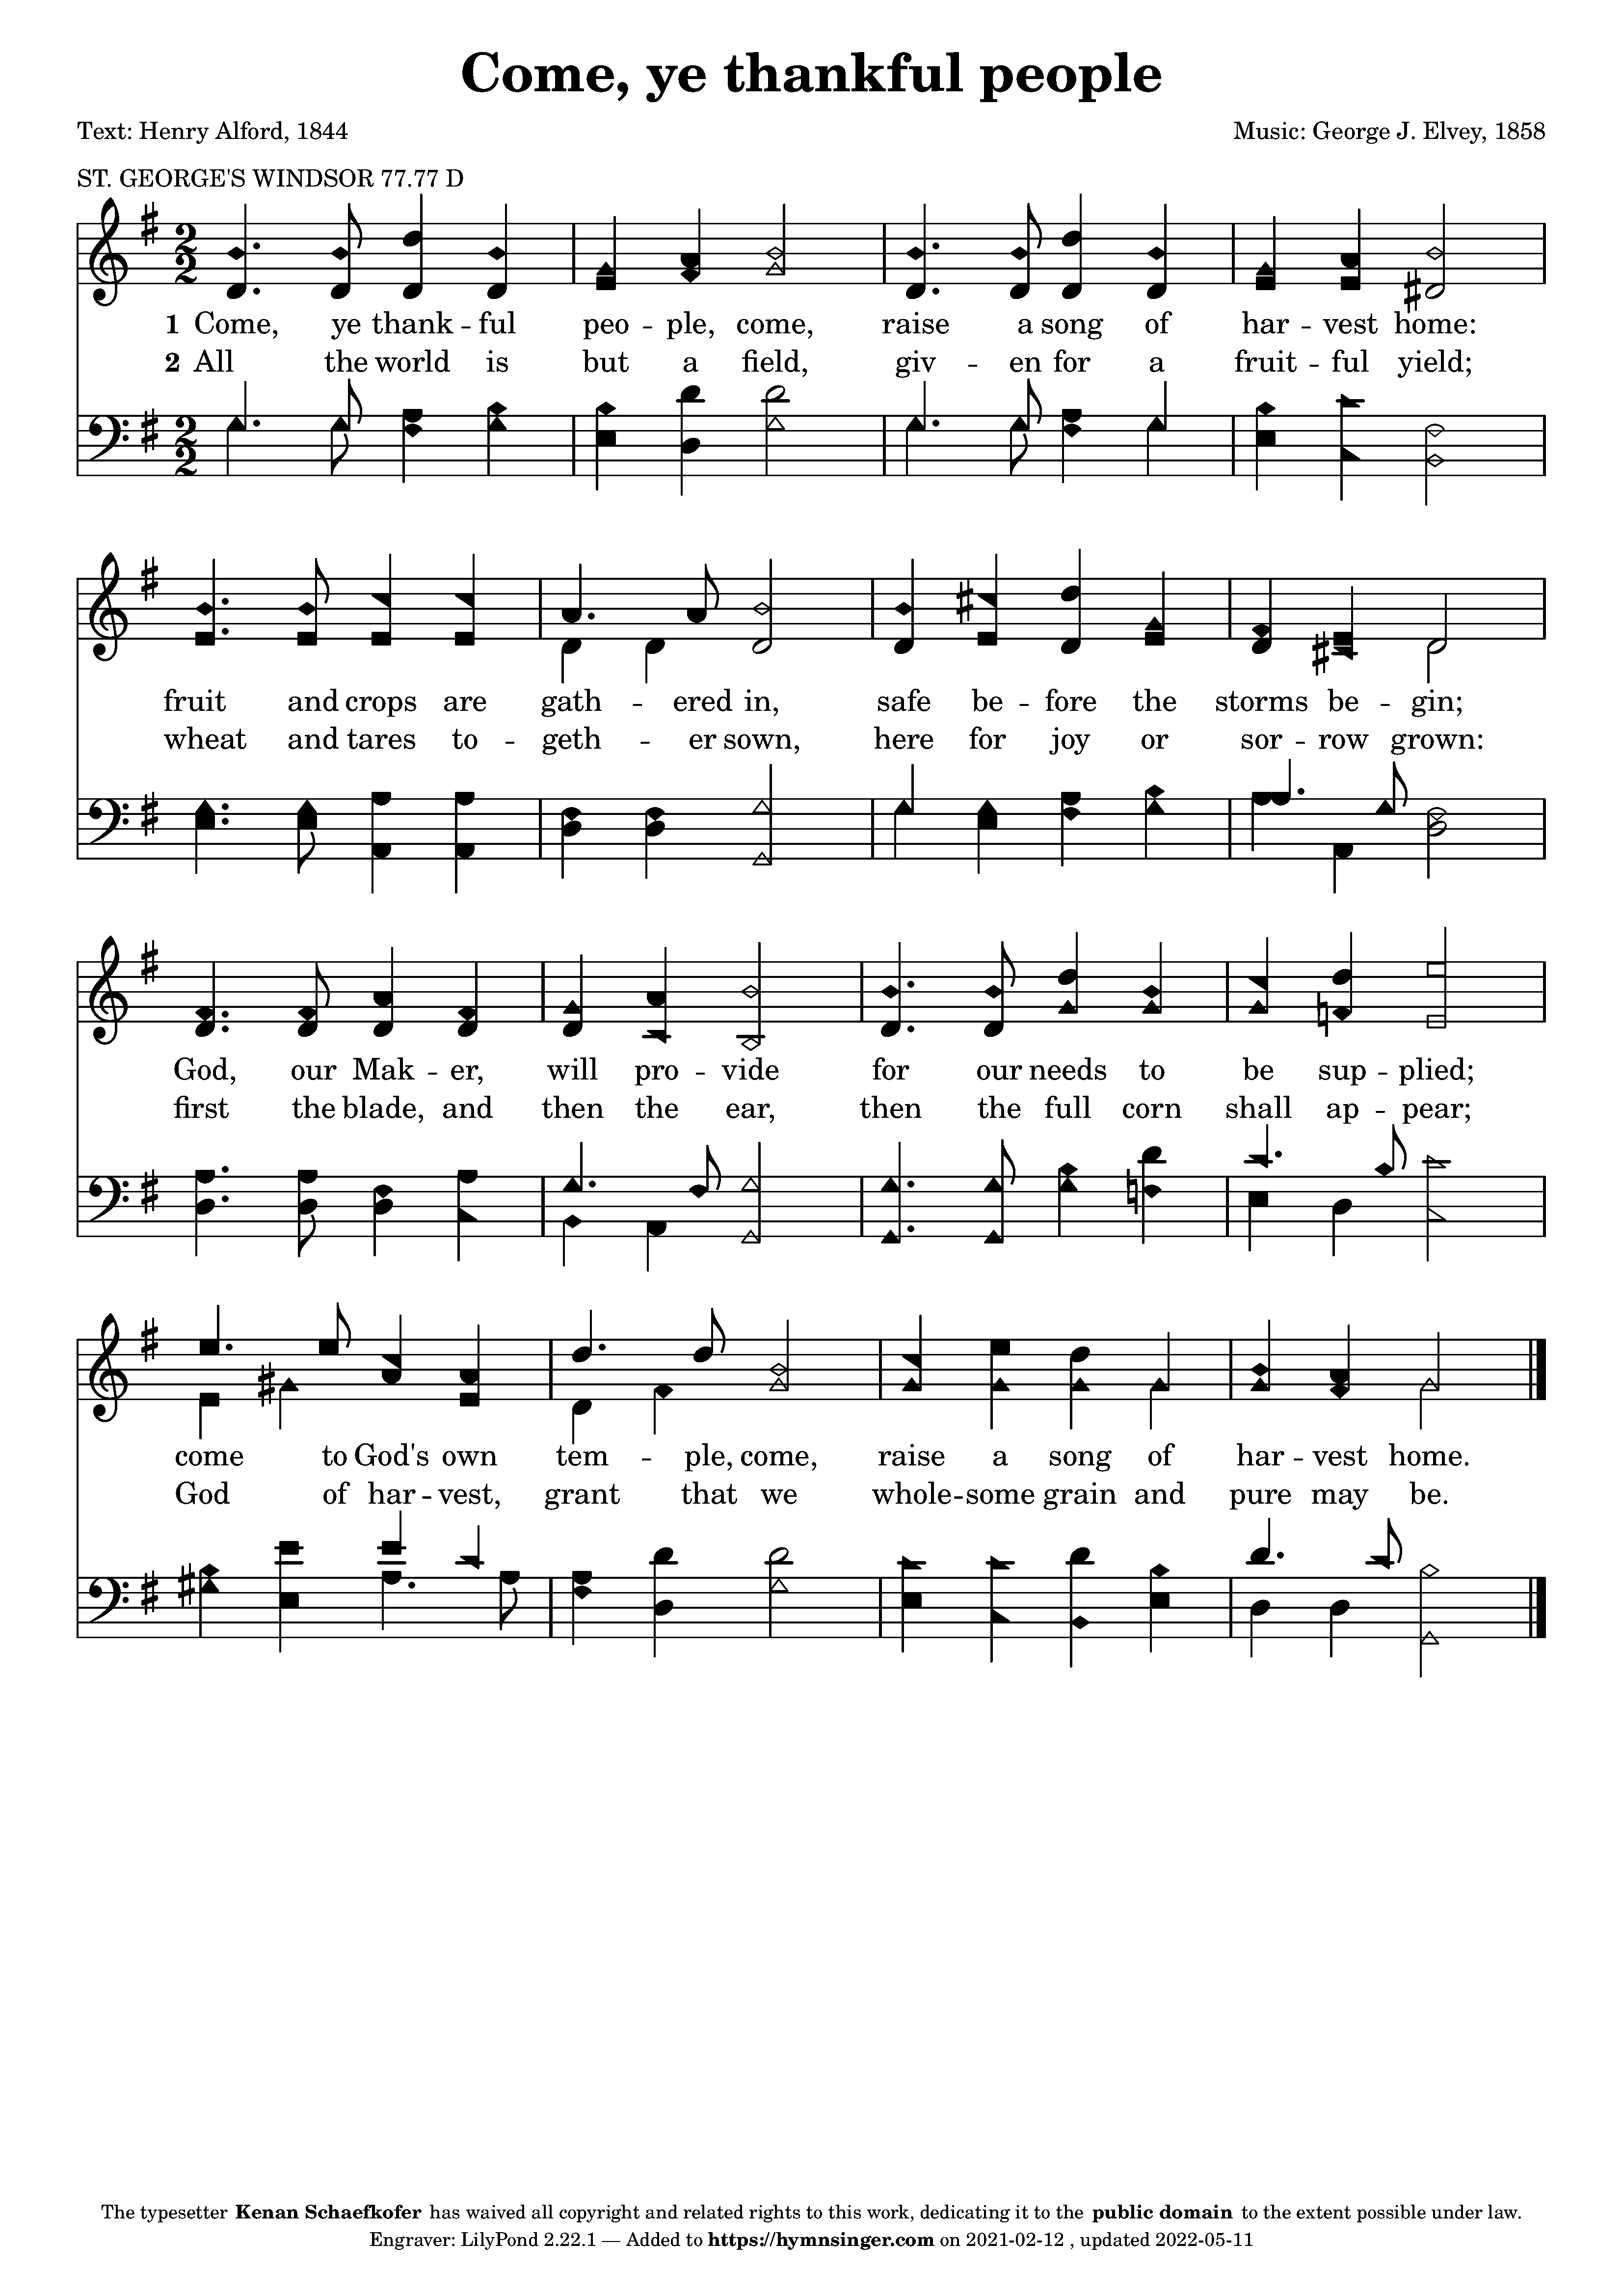 Come, ye thankful people
Text: Henry Alford, 1844
Music: George J. Elvey, 1858
ST. GEORGE'S WINDSOR 77.77 D
1 Come, ye thank - ful peo - ple, come, raise a song of har - vest home:
2 All the world is but a field, giv - en for a fruit - ful yield;
fruit and crops are gath - ered in, safe be - fore the storms be - gin;
wheat and tares to - geth - er sown, here for joy or sor - row grown:
God, our Mak - er, will pro - vide for our needs to be sup - plied;
first the blade, and then the ear, then the full corn shall ap - pear;
come to God's own tem - ple, come, raise a song of har - vest home.
God of har - vest, grant that we whole - some grain and pure may be.
The typesetter Kenan Schaefkofer has waived all copyright and related rights to this work, dedicating it to the public domain to the extent possible under law.
Engraver: LilyPond 2.22.1 — Added to https://hymnsinger.com on 2021-02-12 , updated 2022-05-11